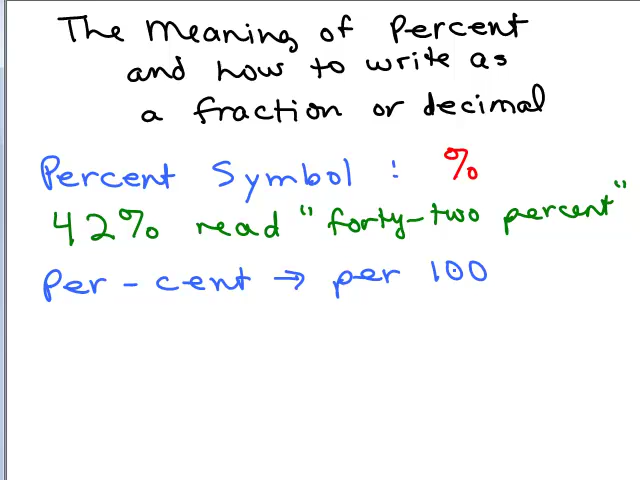 The Meaning of Percent
and how to write as
a fraction or decimal
Percent Symbol : %
42% read "forty-two percent"
Per-cent → per 100